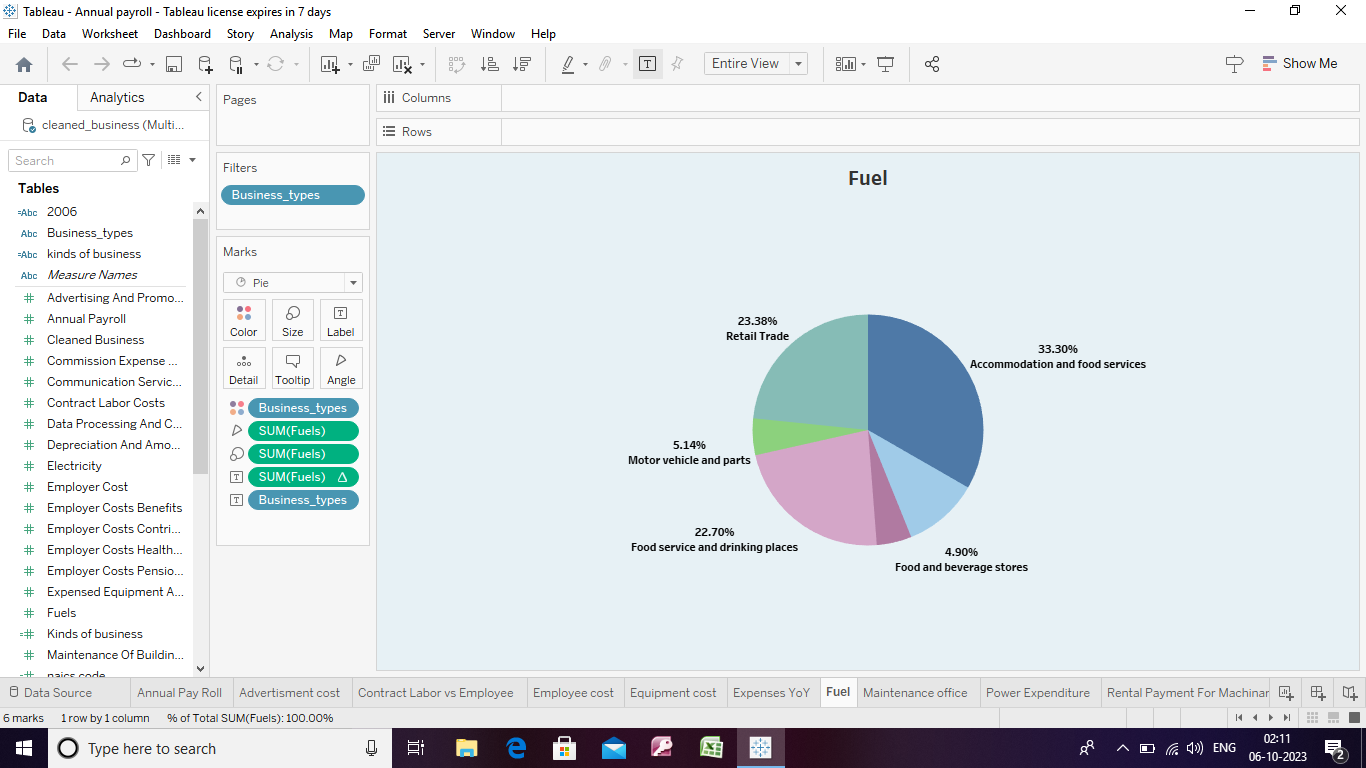 Tableau - Annual payroll - Tableau license expires in 7 days
File Data Worksheet Dashboard Story Analysis Map Format Server Window Help
Entire View
Show Me
Data Analytics
cleaned_business (Multi...
Search
Tables
Abc 2006
Abc Business_types
Abc kinds of business
Abc Measure Names
Advertising And Promo...
Annual Payroll
Cleaned Business
Commission Expense ...
Communication Servic...
Contract Labor Costs
Data Processing And C...
Depreciation And Amo...
Electricity
Employer Cost
Employer Costs Benefits
Employer Costs Contri...
Employer Costs Health...
Employer Costs Pensio...
Expensed Equipment A...
Fuels
Kinds of business
Maintenance Of Buildin...
naics code
Pages
Filters
Business_types
Marks
Pie
Color Size Label
Detail Tooltip Angle
Business_types
SUM(Fuels)
SUM(Fuels)
SUM(Fuels) Δ
Business_types
Columns
Rows
Fuel
23.38%
Retail Trade
33.30%
Accommodation and food services
5.14%
Motor vehicle and parts
22.70%
Food service and drinking places
4.90%
Food and beverage stores
Data Source Annual Pay Roll Advertisment cost Contract Labor vs Employee Employee cost Equipment cost Expenses YoY Fuel Maintenance office Power Expenditure Rental Payment For Machinar
6 marks 1 row by 1 column % of Total SUM(Fuels): 100.00%
Type here to search
ENG
02:11
06-10-2023
2